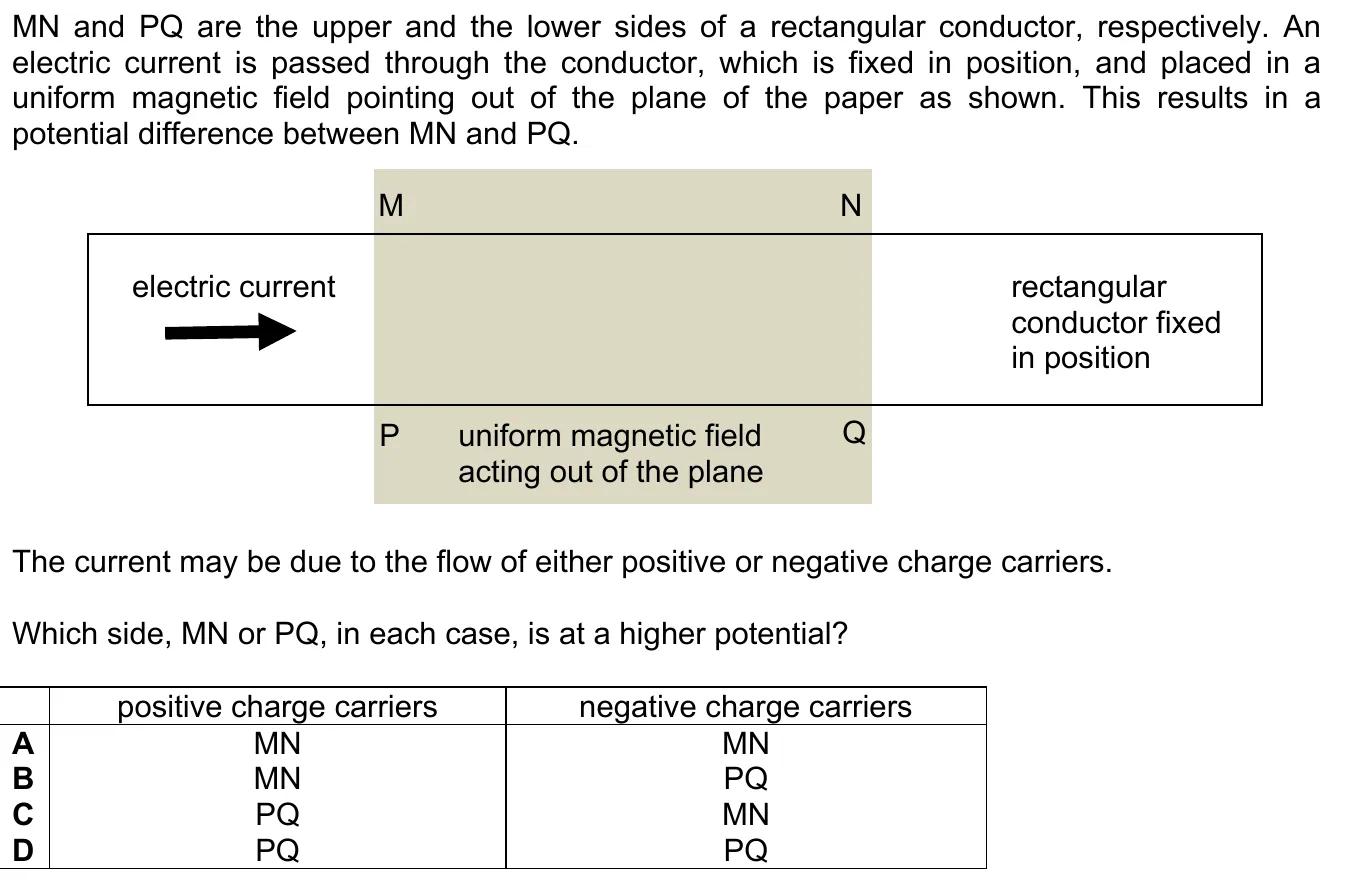 MN and PQ are the upper and the lower sides of a rectangular conductor, respectively. An
electric current is passed through the conductor, which is fixed in position, and placed in a
uniform magnetic field pointing out of the plane of the paper as shown. This results in a
potential difference between MN and PQ.
M N
electric current
rectangular
conductor fixed
in position
P uniform magnetic field Q
acting out of the plane
The current may be due to the flow of either positive or negative charge carriers.
Which side, MN or PQ, in each case, is at a higher potential?
positive charge carriers negative charge carriers
A MN MN
B MN PQ
C PQ MN
D PQ PQ